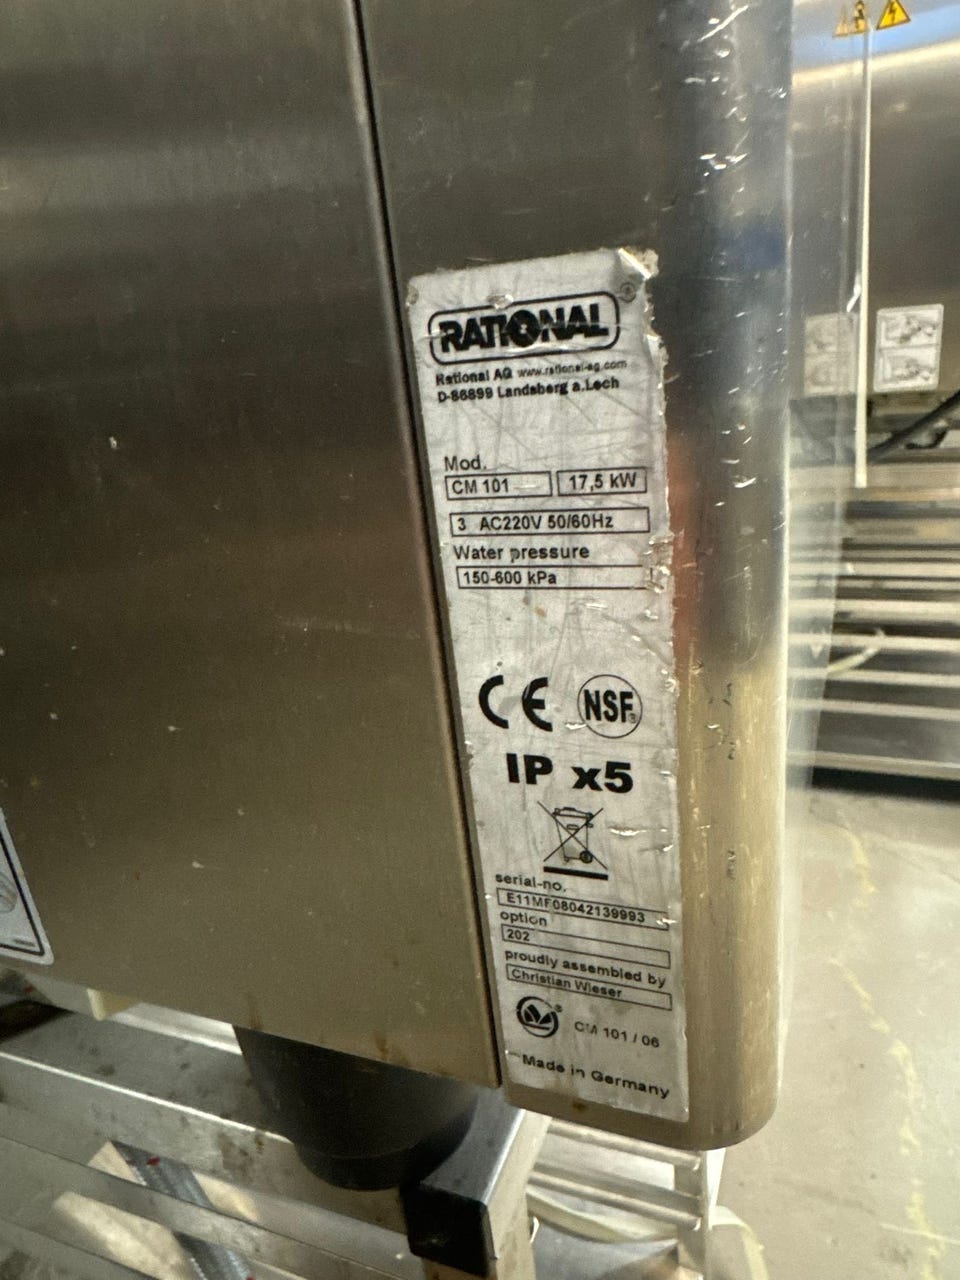 RATIONAL ®
Rational AG www.rational-ag.com
D-86899 Landsberg a.Lech
Mod.
CM 101 17,5 kW
3 AC220V 50/60Hz
Water pressure
150-600 kPa
CE NSF®
IP x5
serial-no.
E11MF08042139993
option
202
proudly assembled by
Christian Wieser
® CM 101 / 06
Made in Germany